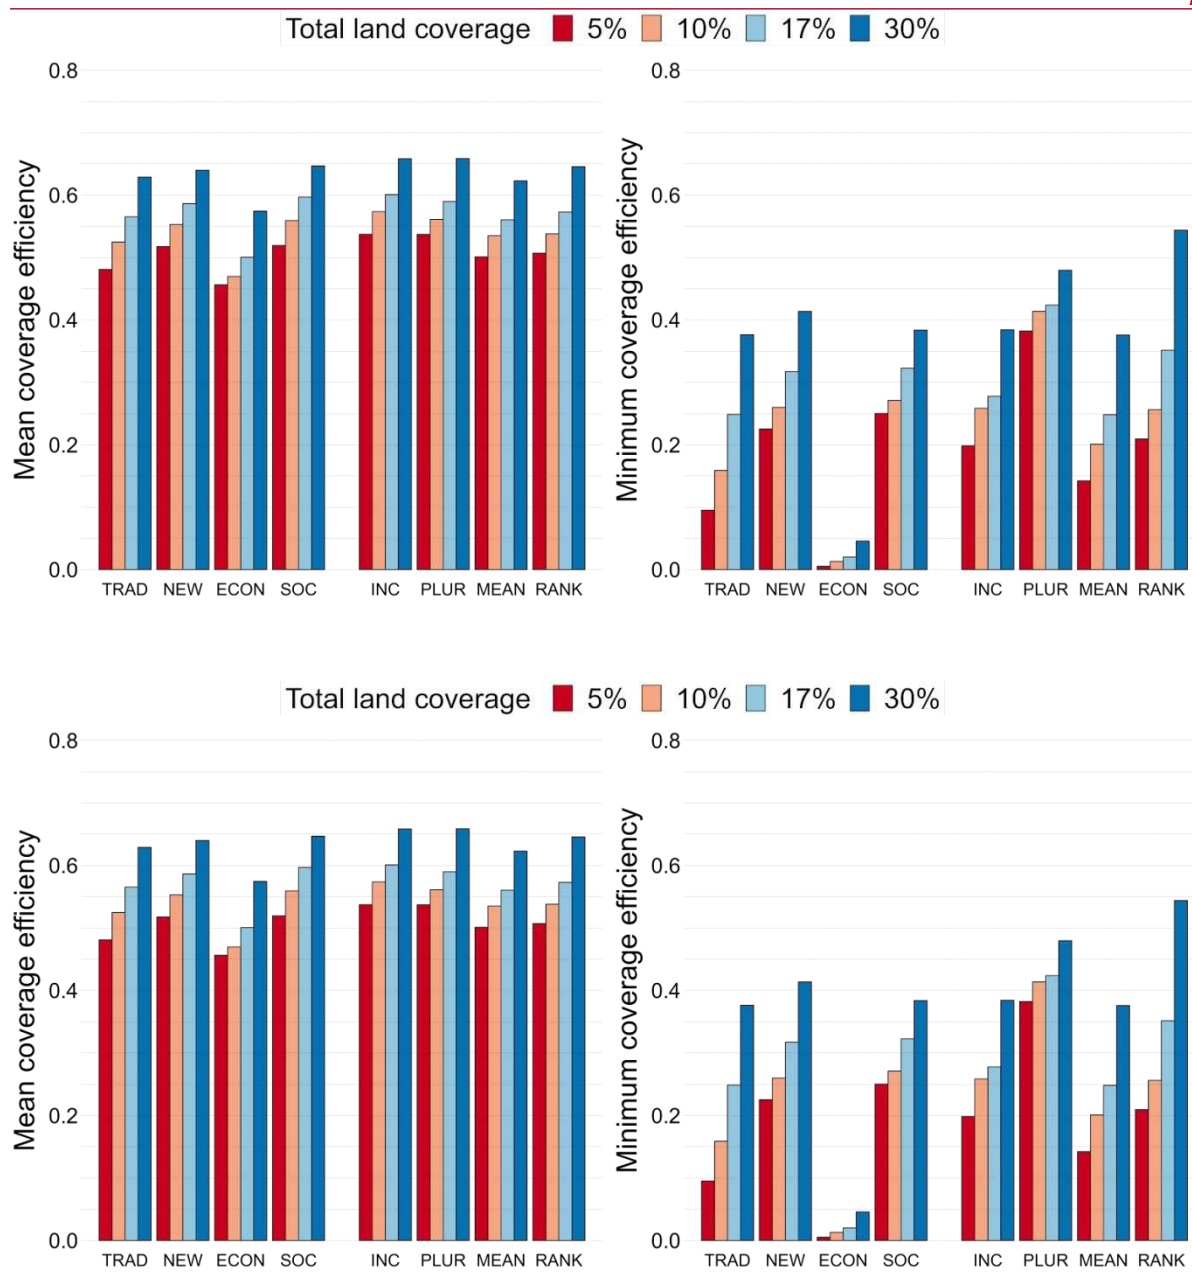 Total land coverage 5% 10% 17% 30%
0.8
0.6
0.4
0.2
0.0
Mean coverage efficiency
TRAD NEW ECON SOC INC PLUR MEAN RANK
0.8
0.6
0.4
0.2
0.0
Minimum coverage efficiency
TRAD NEW ECON SOC INC PLUR MEAN RANK
Total land coverage 5% 10% 17% 30%
0.8
0.6
0.4
0.2
0.0
Mean coverage efficiency
TRAD NEW ECON SOC INC PLUR MEAN RANK
0.8
0.6
0.4
0.2
0.0
Minimum coverage efficiency
TRAD NEW ECON SOC INC PLUR MEAN RANK